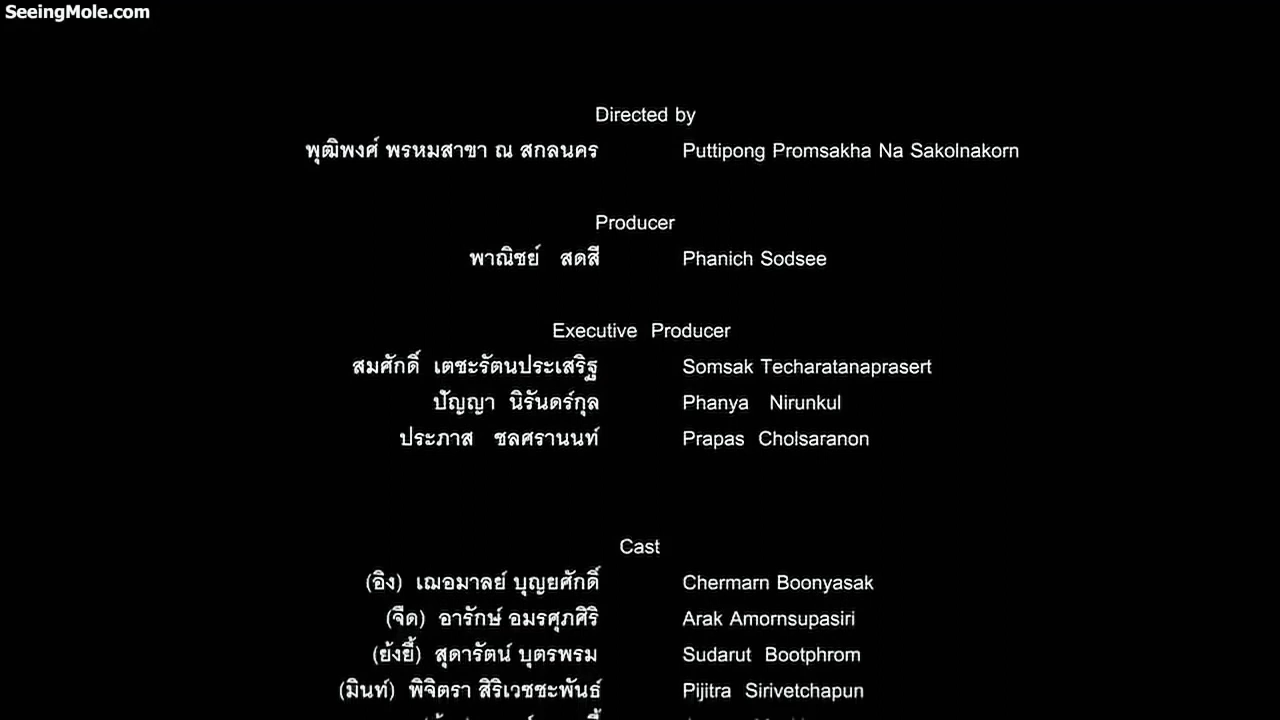 SeeingMole.com
Directed by
พุฒิพงศ์ พรหมสาขา ณ สกลนคร Puttipong Promsakha Na Sakolnakorn
Producer
พาณิชย์ สดสี Phanich Sodsee
Executive Producer
สมศักดิ์ เตชะรัตนประเสริฐ Somsak Techaratanaprasert
ปัญญา นิรันดร์กุล Phanya Nirunkul
ประภาส ชลศรานนท์ Prapas Cholsaranon
Cast
(อิง) เฌอมาลย์ บุญยศักดิ์ Chermarn Boonyasak
(จืด) อารักษ์ อมรศุภศิริ Arak Amornsupasiri
(ย้งยี้) สุดารัตน์ บุตรพรม Sudarut Bootphrom
(มินท์) พิจิตรา สิริเวชชะพันธ์ Pijitra Sirivetchapun